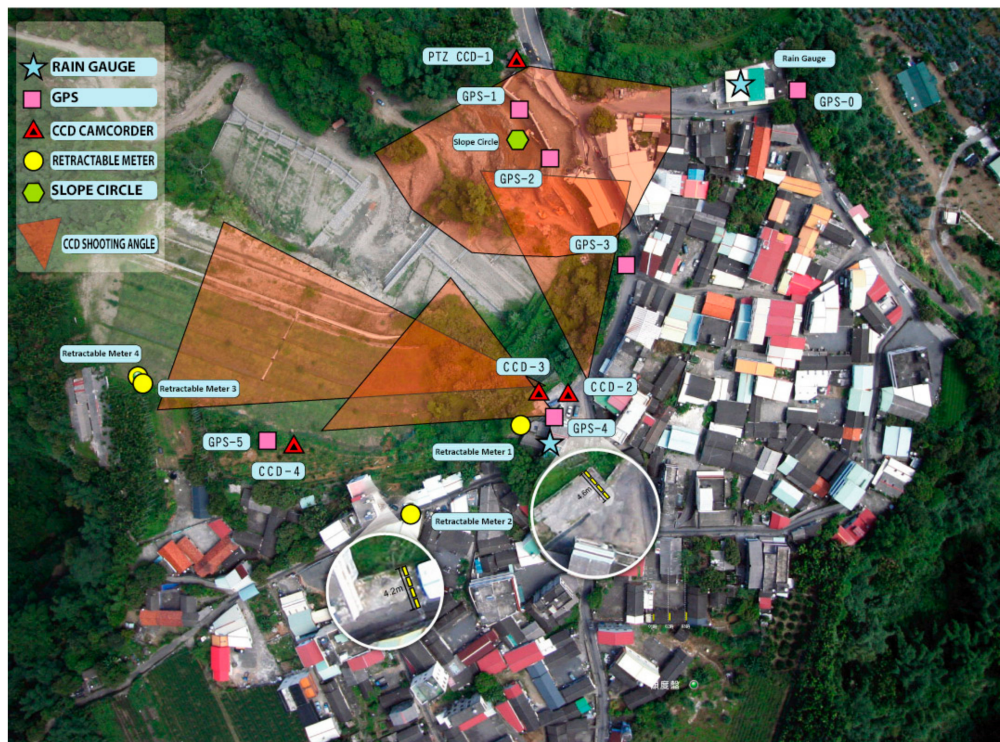 RAIN GAUGE
GPS
CCD CAMCORDER
RETRACTABLE METER
SLOPE CIRCLE
CCD SHOOTING ANGLE
PTZ CCD-1
Rain Gauge
GPS-1
GPS-0
Slope Circle
GPS-2
GPS-3
Retractable Meter 4
Retractable Meter 3
CCD-3
CCD-2
GPS-4
GPS-5
Retractable Meter 1
CCD-4
4.6m
Retractable Meter 2
4.2m
度盤